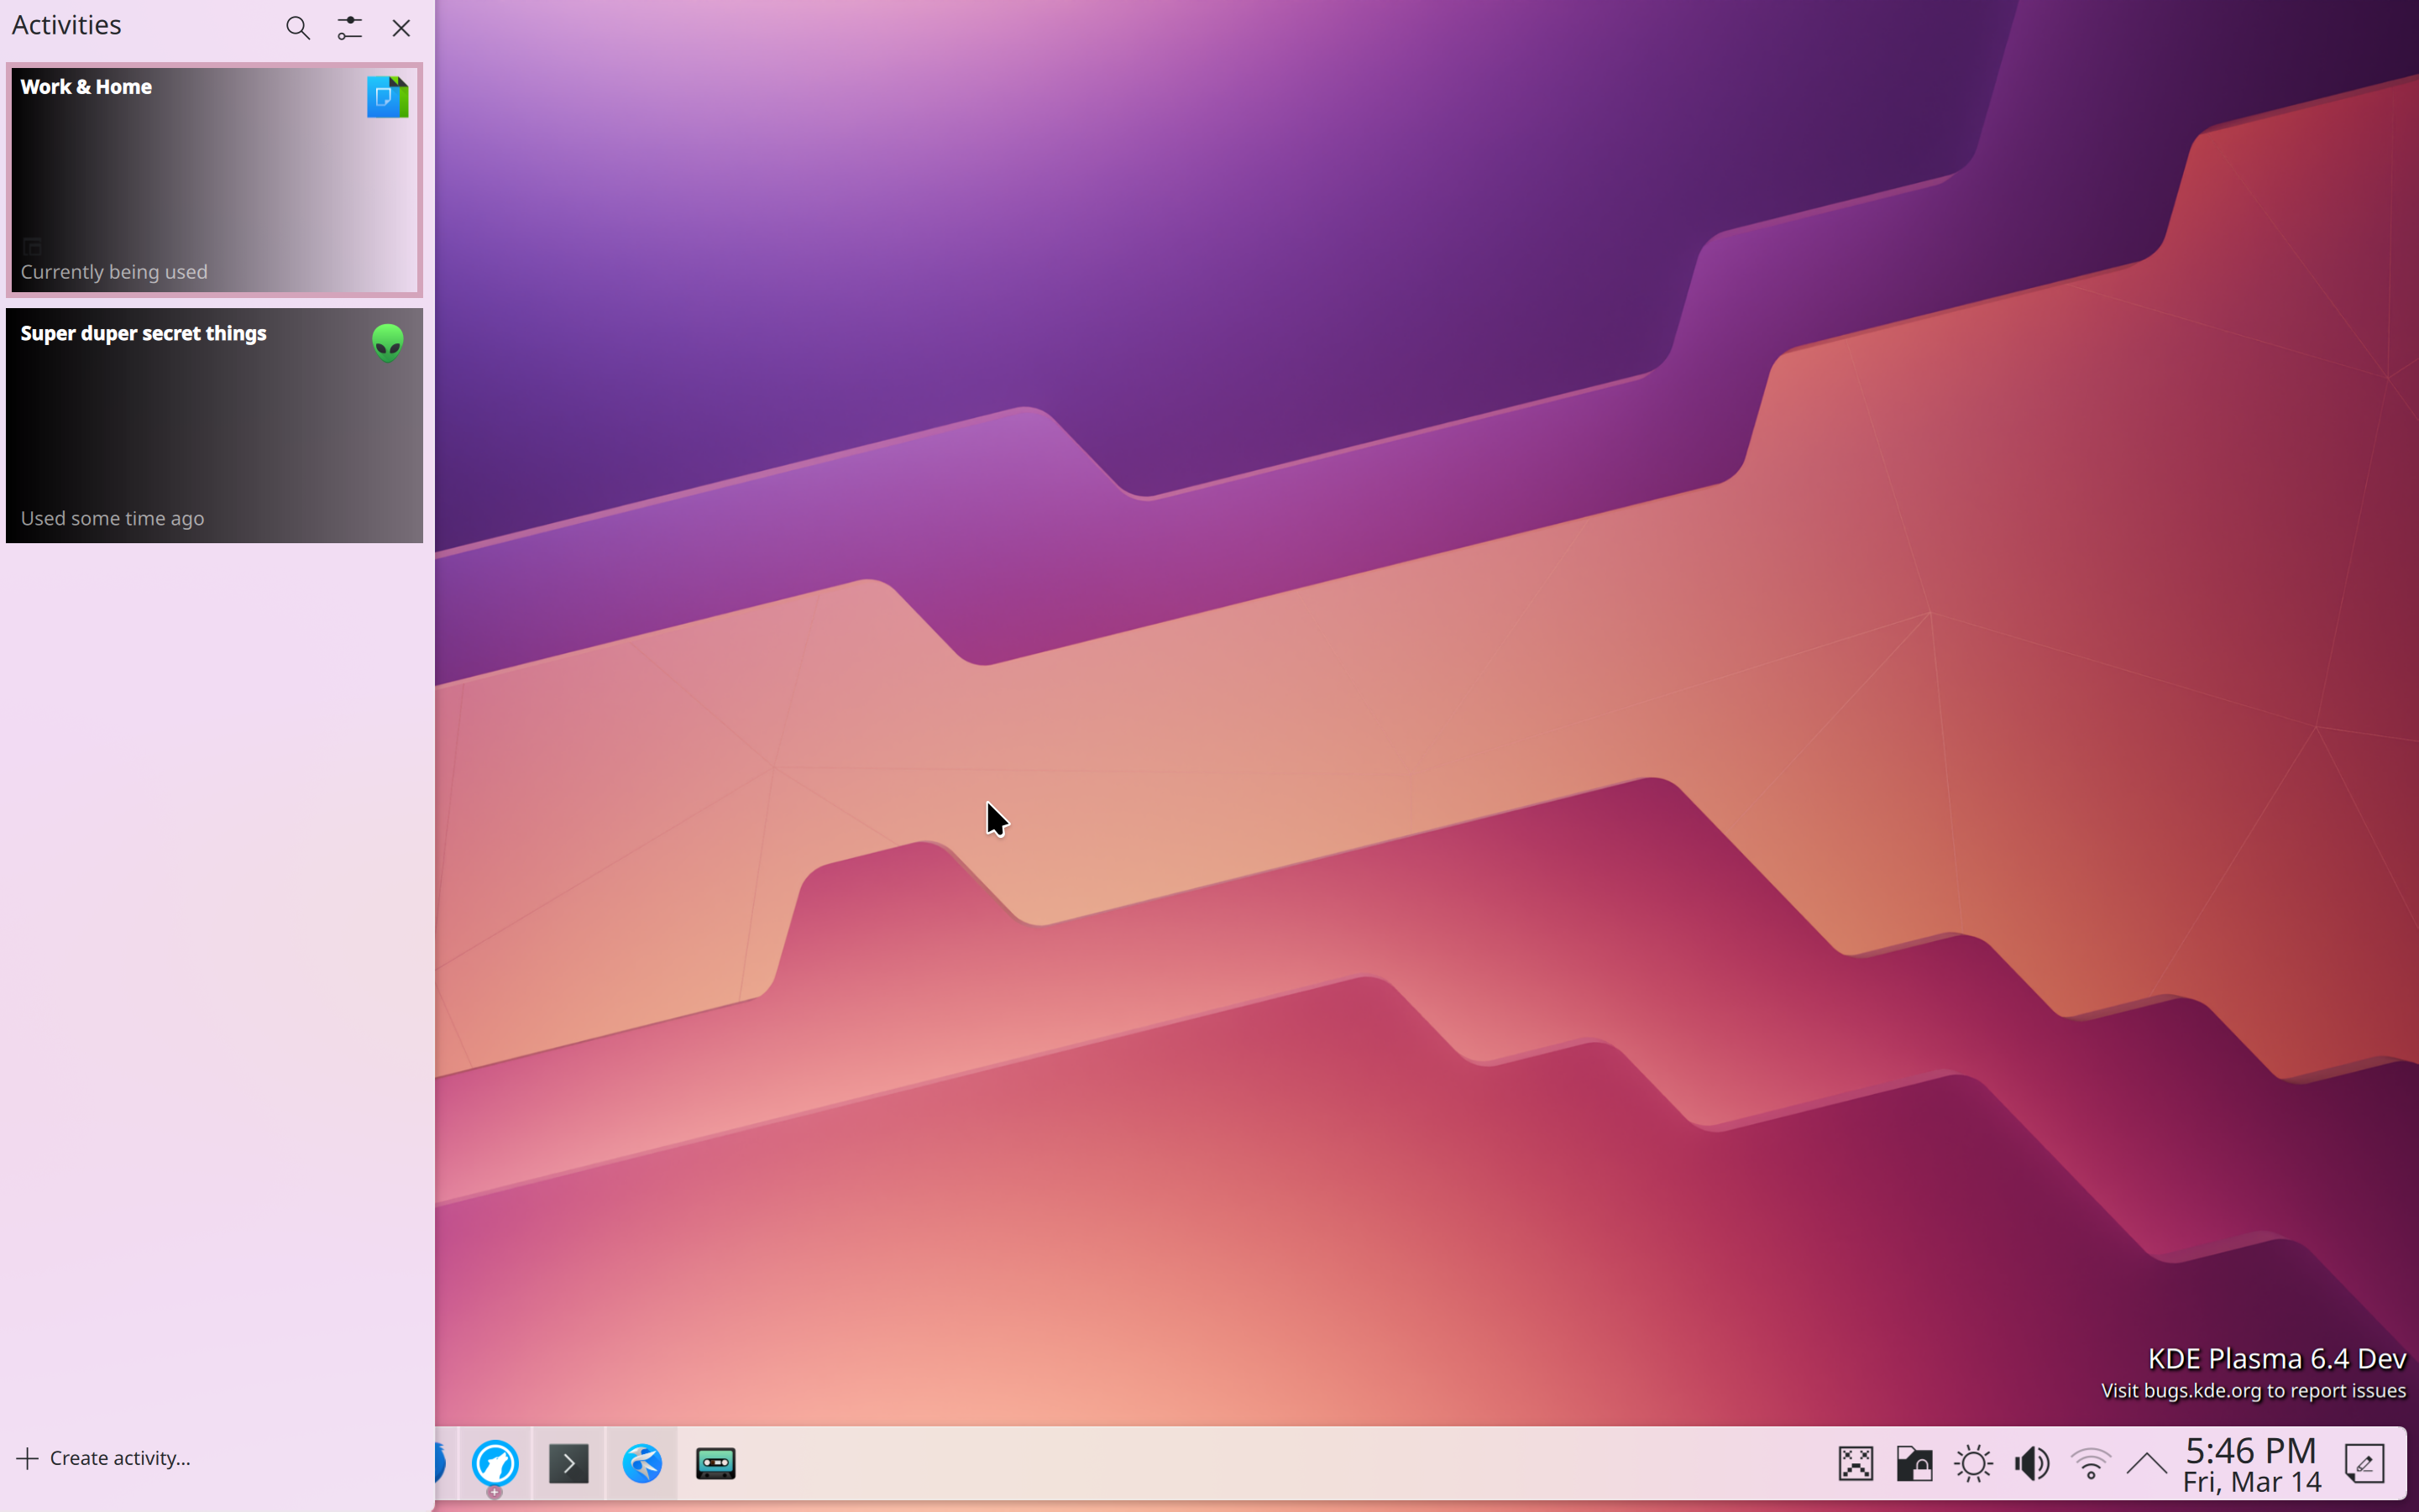 Activities
Work & Home
Currently being used
Super duper secret things
Used some time ago
KDE Plasma 6.4 Dev
Visit bugs.kde.org to report issues
Create activity...
5:46 PM
Fri, Mar 14